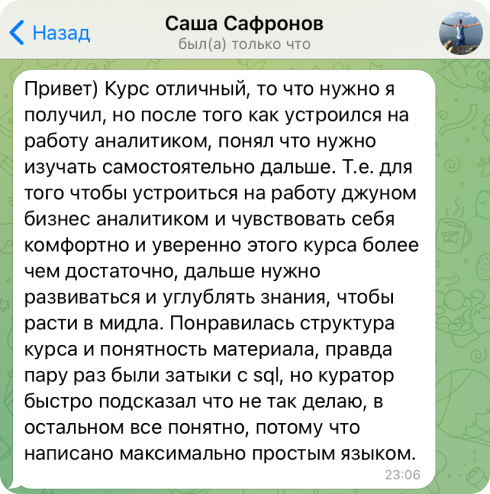 Назад
Саша Сафронов
был(а) только что
Привет) Курс отличный, то что нужно я
получил, но после того как устроился на
работу аналитиком, понял что нужно
изучать самостоятельно дальше. Т.е. для
того чтобы устроиться на работу джуном
бизнес аналитиком и чувствовать себя
комфортно и уверенно этого курса более
чем достаточно, дальше нужно
развиваться и углублять знания, чтобы
расти в мидла. Понравилась структура
курса и понятность материала, правда
пару раз были затыки с sql, но куратор
быстро подсказал что не так делаю, в
остальном все понятно, потому что
написано максимально простым языком.
23:06